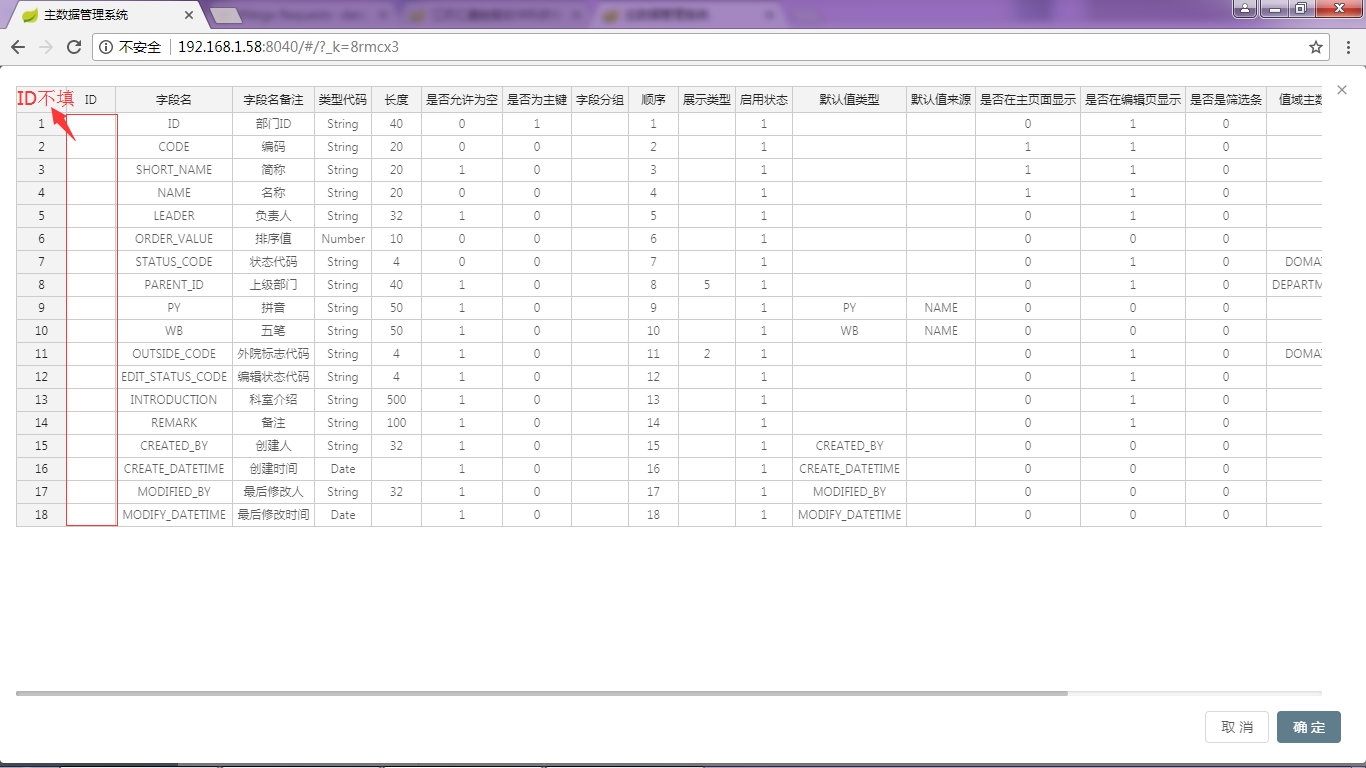 主数据管理系统
主数据管理系统
不安全 192.168.1.58:8040/#/?_k=8rmcx3
ID不填 ID 字段名 字段名备注 类型代码 长度 是否允许为空 是否为主键 字段分组 顺序 展示类型 启用状态 默认值类型 默认值来源 是否在主页面显示 是否在编辑页显示 是否是筛选条 值域主数
1 ID 部门ID String 40 0 1 1 1 0 1 0
2 CODE 编码 String 20 0 0 2 1 1 1 0
3 SHORT_NAME 简称 String 20 1 0 3 1 1 1 0
4 NAME 名称 String 20 0 0 4 1 1 1 0
5 LEADER 负责人 String 32 1 0 5 1 0 1 0
6 ORDER_VALUE 排序值 Number 10 0 0 6 1 0 0 0
7 STATUS_CODE 状态代码 String 4 0 0 7 1 0 1 0 DOMA
8 PARENT_ID 上级部门 String 40 1 0 8 5 1 0 1 0 DEPARTM
9 PY 拼音 String 50 1 0 9 1 PY NAME 0 0 0
10 WB 五笔 String 50 1 0 10 1 WB NAME 0 0 0
11 OUTSIDE_CODE 外院标志代码 String 4 1 0 11 2 1 0 1 0 DOMA
12 EDIT_STATUS_CODE 编辑状态代码 String 4 1 0 12 1 0 1 0
13 INTRODUCTION 科室介绍 String 500 1 0 13 1 0 1 0
14 REMARK 备注 String 100 1 0 14 1 0 1 0
15 CREATED_BY 创建人 String 32 1 0 15 1 CREATED_BY 0 0 0
16 CREATE_DATETIME 创建时间 Date 1 0 16 1 CREATE_DATETIME 0 0 0
17 MODIFIED_BY 最后修改人 String 32 1 0 17 1 MODIFIED_BY 0 0 0
18 MODIFY_DATETIME 最后修改时间 Date 1 0 18 1 MODIFY_DATETIME 0 0 0
取 消 确 定